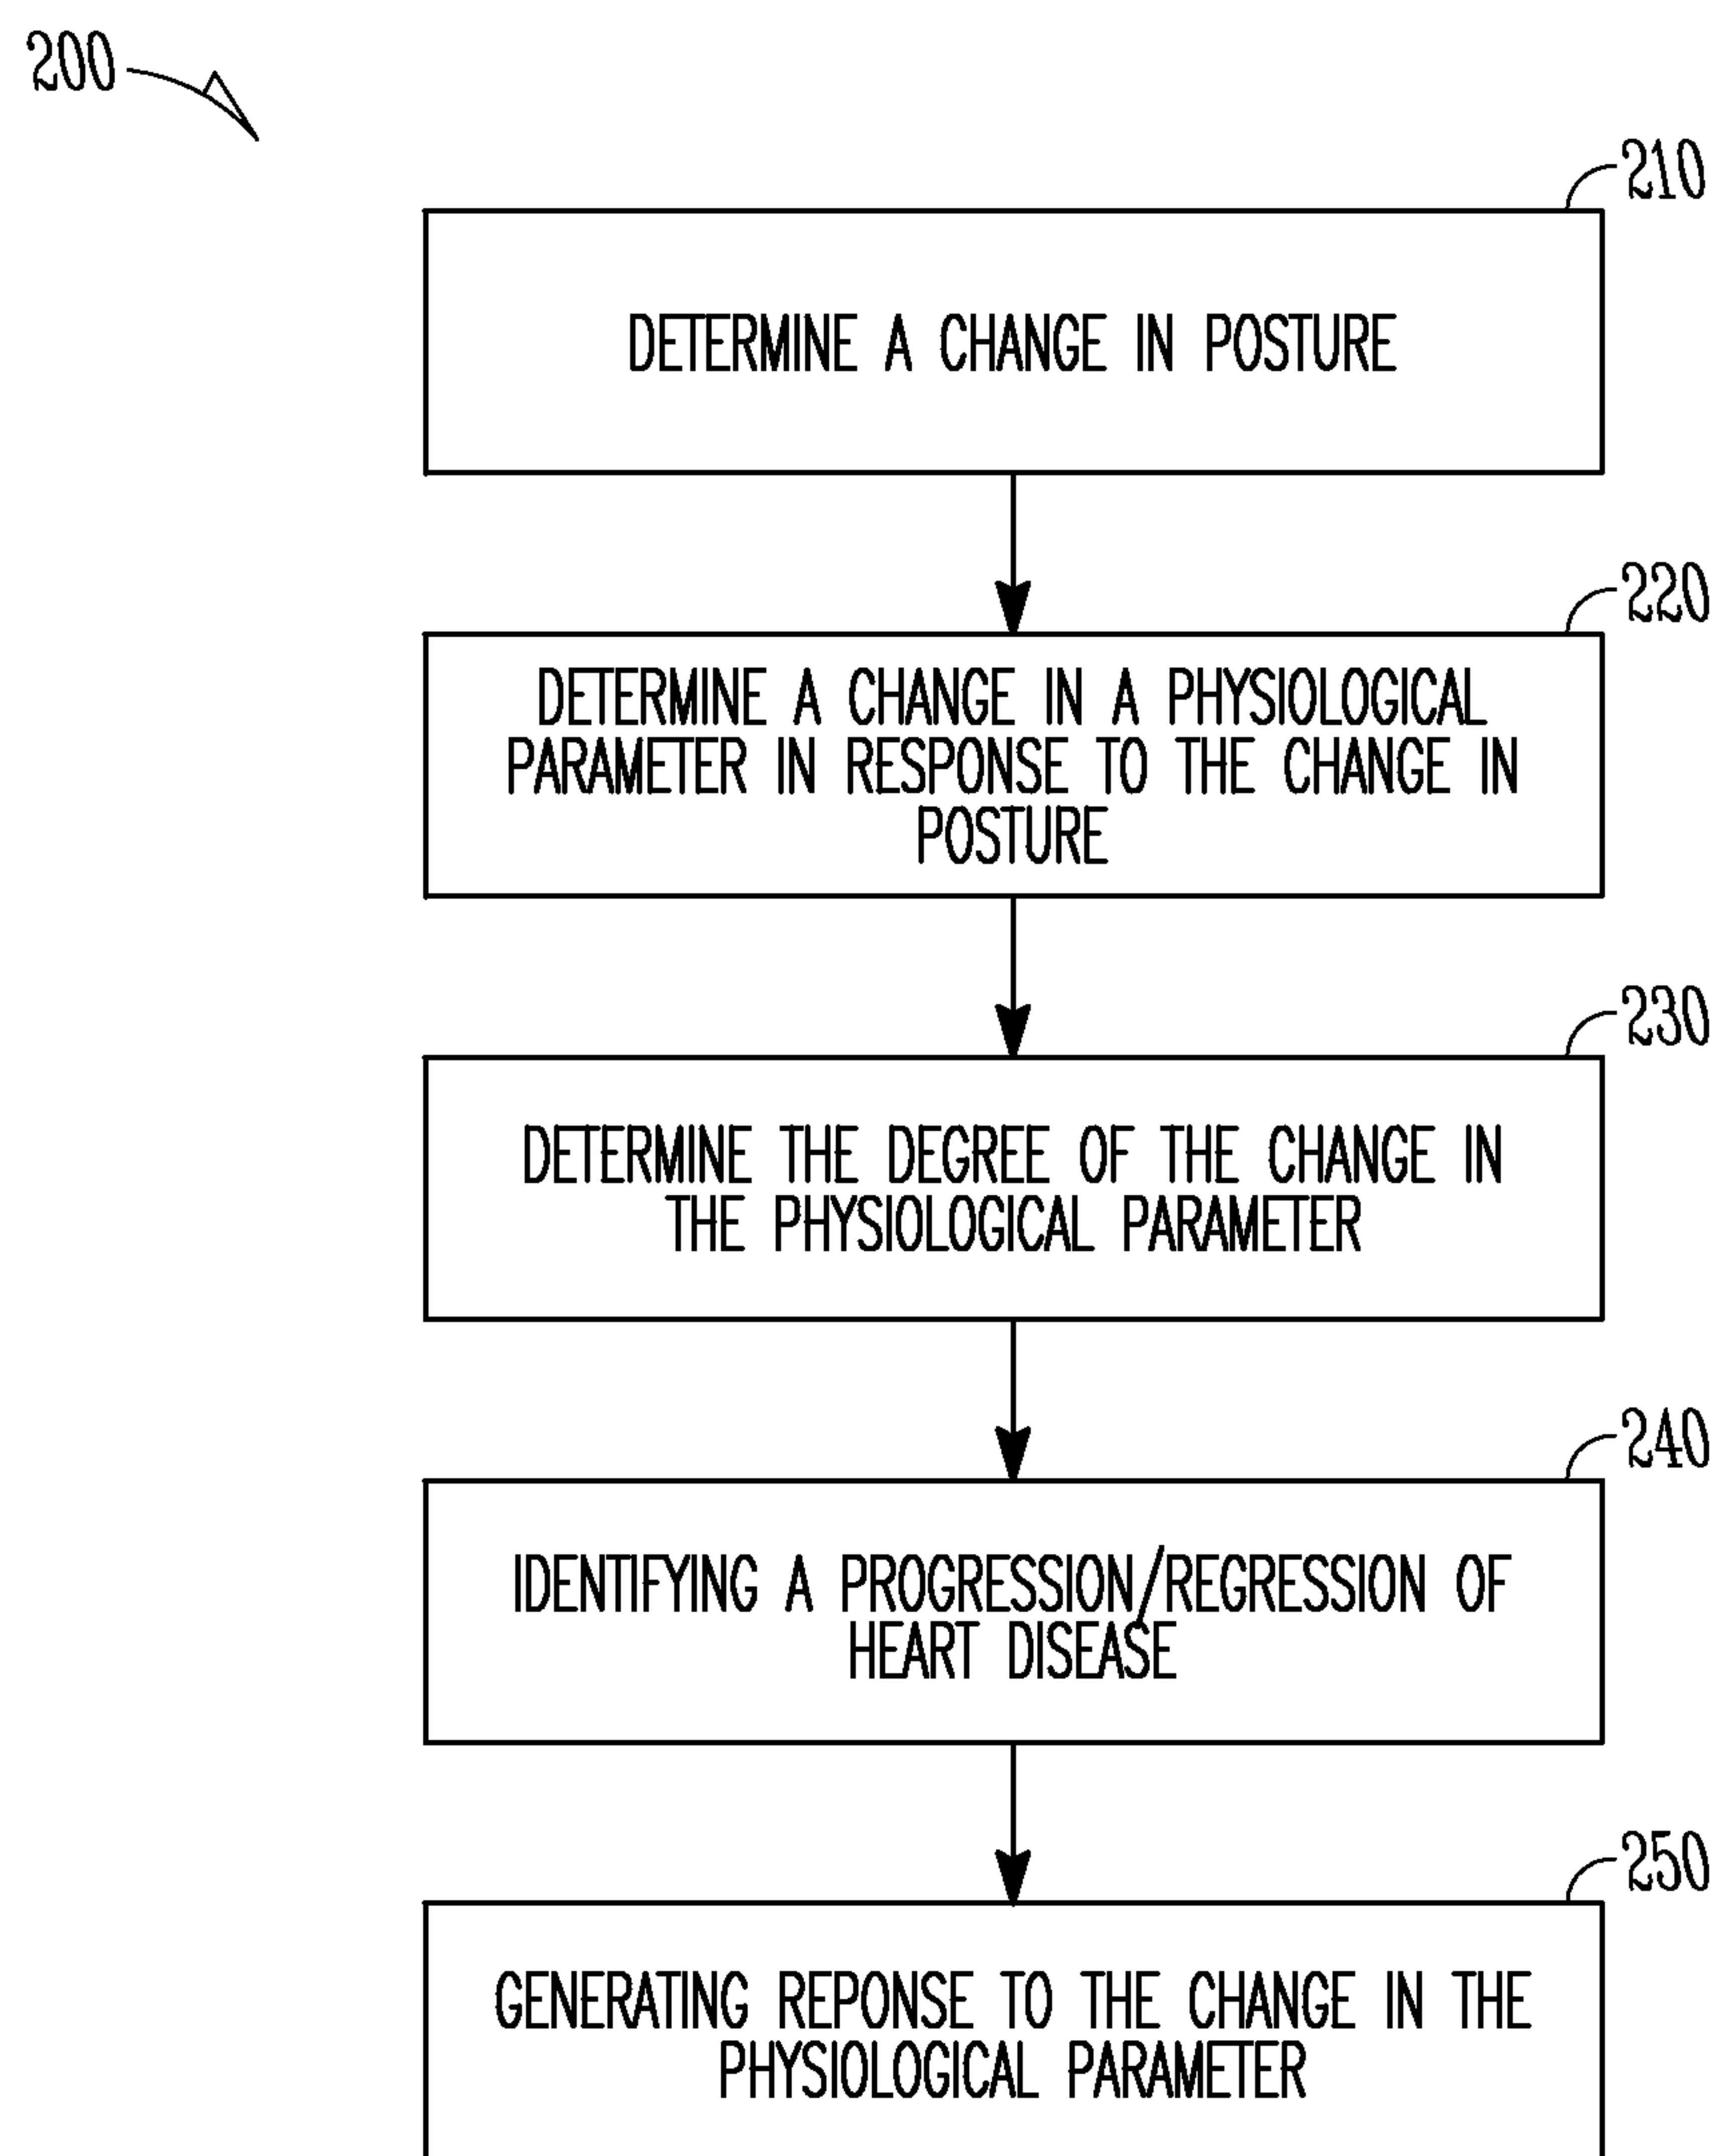 200
210
DETERMINE A CHANGE IN POSTURE
220
DETERMINE A CHANGE IN A PHYSIOLOGICAL
PARAMETER IN RESPONSE TO THE CHANGE IN
POSTURE
230
DETERMINE THE DEGREE OF THE CHANGE IN
THE PHYSIOLOGICAL PARAMETER
240
IDENTIFYING A PROGRESSION/REGRESSION OF
HEART DISEASE
250
GENERATING REPONSE TO THE CHANGE IN THE
PHYSIOLOGICAL PARAMETER